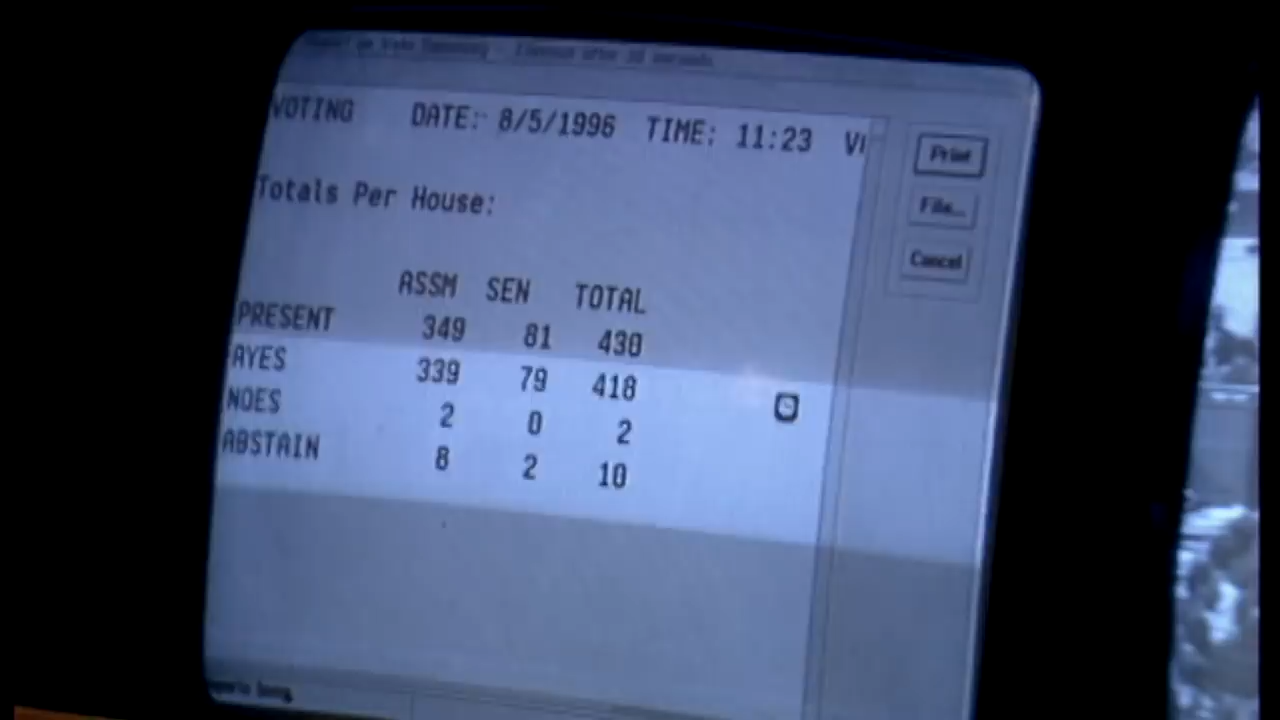 VOTING DATE: 8/5/1996 TIME: 11:23
Totals Per House:
ASSM SEN TOTAL
PRESENT 349 81 430
AYES 339 79 418
NOES 2 0 2
ABSTAIN 8 2 10
Print
File...
Cancel